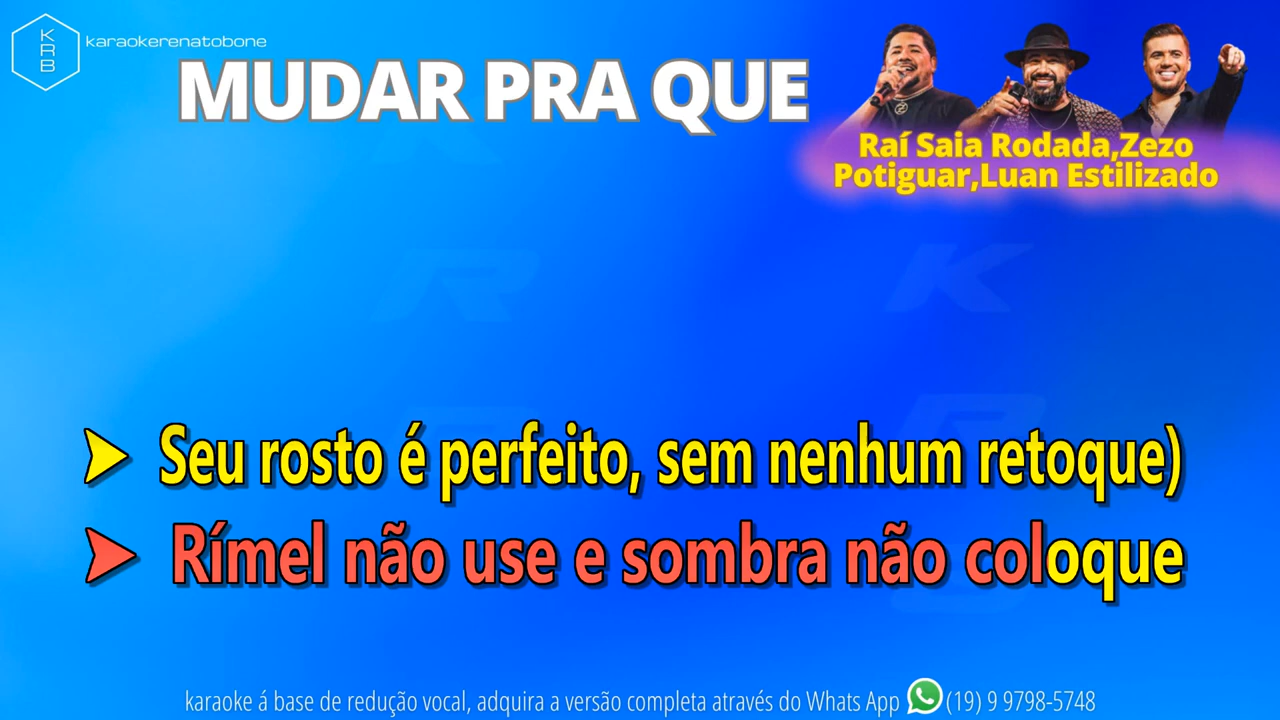 K
R
B
karaokerenatobone
MUDAR PRA QUE
Raí Saia Rodada,Zezo
Potiguar,Luan Estilizado
R
K
B
Seu rosto é perfeito, sem nenhum retoque)
Rímel não use e sombra não coloque
karaoke á base de redução vocal, adquira a versão completa através do Whats App (19) 9 9798-5748